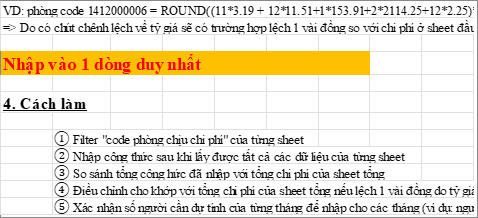 VD: phòng code 1412000006 = ROUND((11*3.19 + 12*11.51+1*153.91+2*2114.25+12*2.25)*
=> Do có chút chênh lệch về tỷ giá sẽ có trường hợp lệch 1 vài đồng so với chi phí ở sheet đầu
Nhập vào 1 dòng duy nhất
4. Cách làm
① Filter "code phòng chịu chi phí" của từng sheet
② Nhập công thức sau khi lấy được tất cả các dữ liệu của từng sheet
③ So sánh tổng công hức đã nhập với tổng chi phí của sheet tổng
④ Điều chỉnh cho khớp với tổng chi phí của sheet tổng nếu lệch 1 vài đồng do tỷ giá
⑤ Xác nhận số người cần dự tính của từng tháng để nhập cho các tháng (ví dụ: